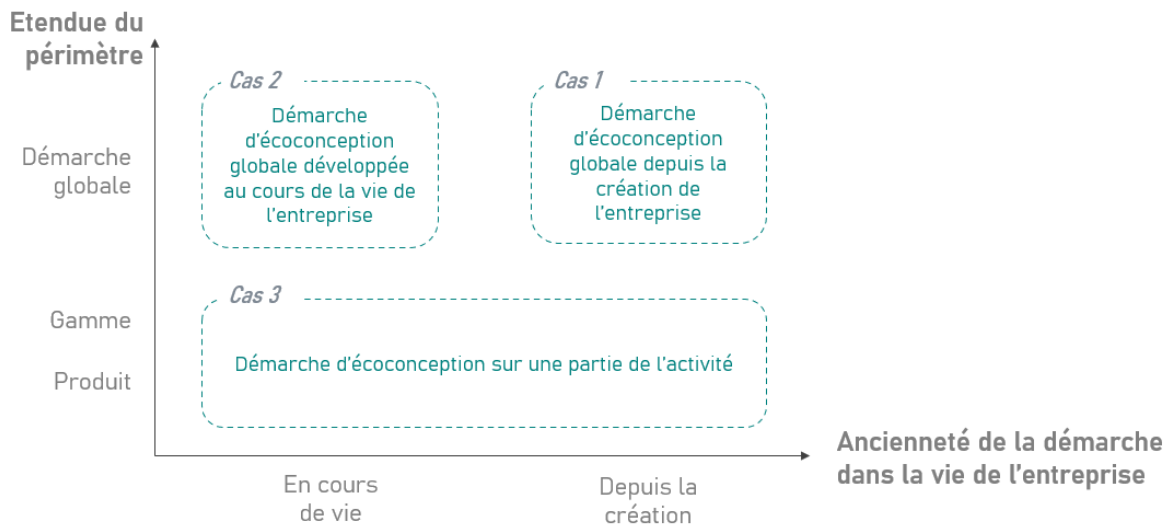 Etendue du
périmètre
Cas 2
Démarche
d'écoconception
globale développée
au cours de la vie de
l'entreprise
Cas 1
Démarche
d'écoconception
globale depuis la
création de
l'entreprise
Démarche
globale
Cas 3
Démarche d'écoconception sur une partie de l'activité
Gamme
Produit
Ancienneté de la démarche
dans la vie de l'entreprise
En cours
de vie
Depuis la
création